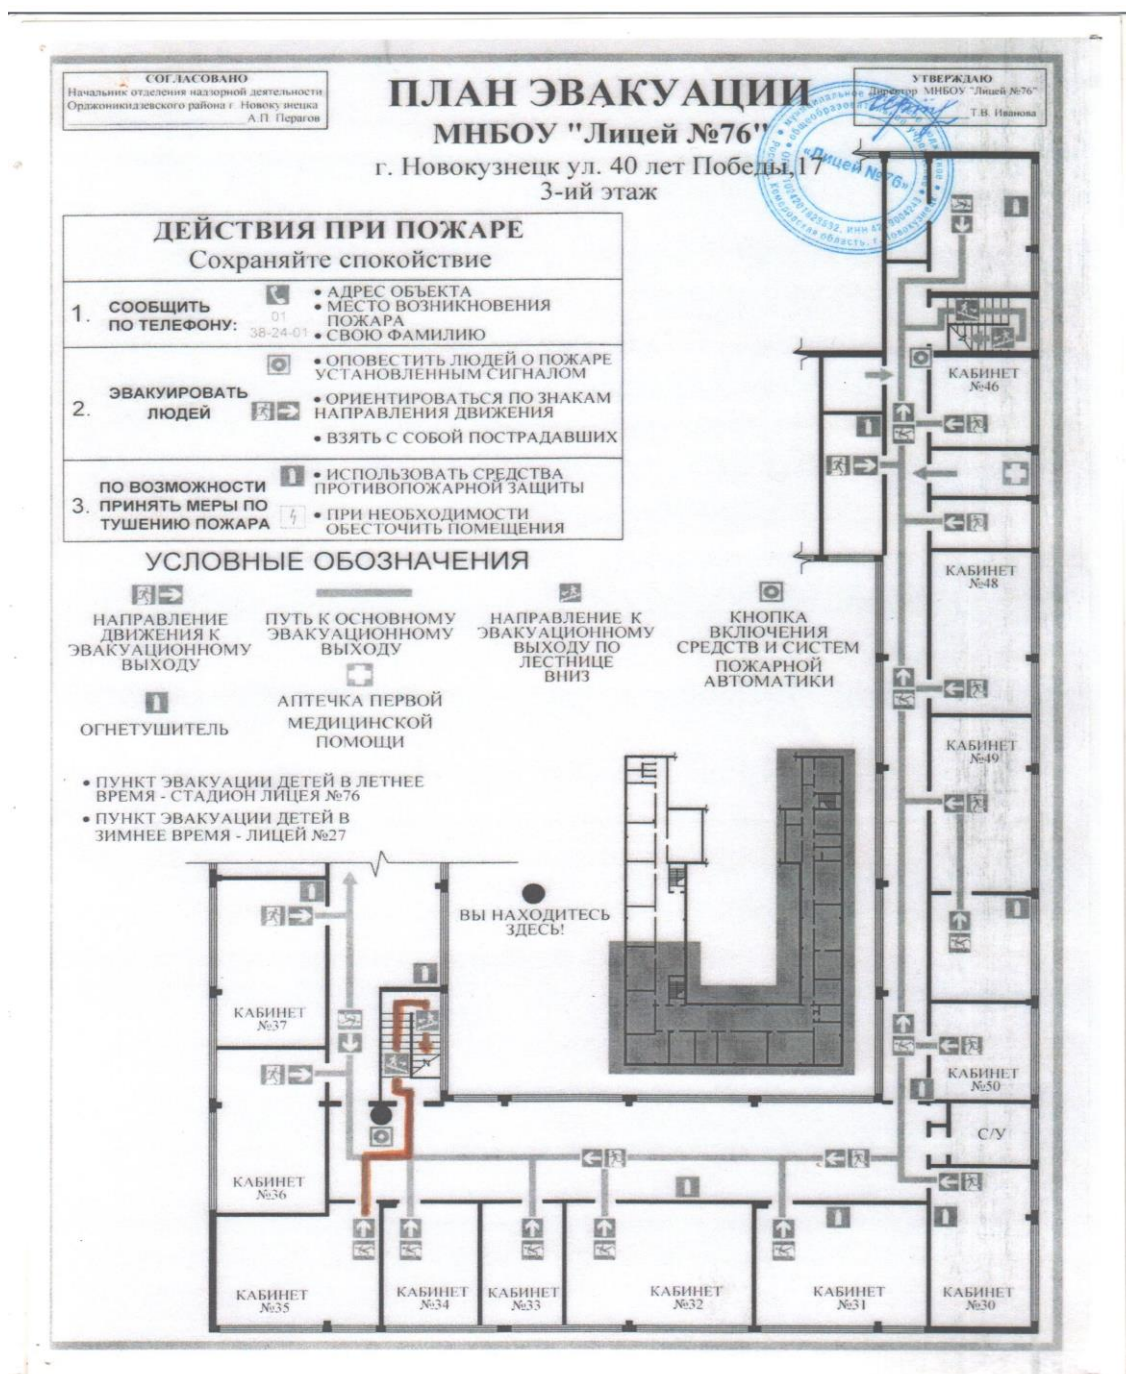 СОГЛАСОВАНО
Начальник отделения надзорной деятельности
Орджоникидзевского района г. Новокузнецка
А.П. Перагов
ПЛАН ЭВАКУАЦИИ
МНБОУ "Лицей №76"
г. Новокузнецк ул. 40 лет Победы,17
3-ий этаж
УТВЕРЖДАЮ
Директор МНБОУ "Лицей №76"
Т.В. Иванова
«Лицей №76»
ДЕЙСТВИЯ ПРИ ПОЖАРЕ
Сохраняйте спокойствие
1. СООБЩИТЬ
ПО ТЕЛЕФОНУ:
01
38-24-01
• АДРЕС ОБЪЕКТА
• МЕСТО ВОЗНИКНОВЕНИЯ
ПОЖАРА
• СВОЮ ФАМИЛИЮ
2. ЭВАКУИРОВАТЬ
ЛЮДЕЙ
• ОПОВЕСТИТЬ ЛЮДЕЙ О ПОЖАРЕ
УСТАНОВЛЕННЫМ СИГНАЛОМ
• ОРИЕНТИРОВАТЬСЯ ПО ЗНАКАМ
НАПРАВЛЕНИЯ ДВИЖЕНИЯ
• ВЗЯТЬ С СОБОЙ ПОСТРАДАВШИХ
3. ПО ВОЗМОЖНОСТИ
ПРИНЯТЬ МЕРЫ ПО
ТУШЕНИЮ ПОЖАРА
• ИСПОЛЬЗОВАТЬ СРЕДСТВА
ПРОТИВОПОЖАРНОЙ ЗАЩИТЫ
• ПРИ НЕОБХОДИМОСТИ
ОБЕСТОЧИТЬ ПОМЕЩЕНИЯ
УСЛОВНЫЕ ОБОЗНАЧЕНИЯ
НАПРАВЛЕНИЕ
ДВИЖЕНИЯ К
ЭВАКУАЦИОННОМУ
ВЫХОДУ
ПУТЬ К ОСНОВНОМУ
ЭВАКУАЦИОННОМУ
ВЫХОДУ
НАПРАВЛЕНИЕ К
ЭВАКУАЦИОННОМУ
ВЫХОДУ ПО
ЛЕСТНИЦЕ
ВНИЗ
КНОПКА
ВКЛЮЧЕНИЯ
СРЕДСТВ И СИСТЕМ
ПОЖАРНОЙ
АВТОМАТИКИ
ОГНЕТУШИТЕЛЬ
АПТЕЧКА ПЕРВОЙ
МЕДИЦИНСКОЙ
ПОМОЩИ
• ПУНКТ ЭВАКУАЦИИ ДЕТЕЙ В ЛЕТНЕЕ
ВРЕМЯ - СТАДИОН ЛИЦЕЯ №76
• ПУНКТ ЭВАКУАЦИИ ДЕТЕЙ В
ЗИМНЕЕ ВРЕМЯ - ЛИЦЕЙ №27
ВЫ НАХОДИТЕСЬ
ЗДЕСЬ!
КАБИНЕТ
№46
КАБИНЕТ
№48
КАБИНЕТ
№49
КАБИНЕТ
№50
С/У
КАБИНЕТ
№37
КАБИНЕТ
№36
КАБИНЕТ
№35
КАБИНЕТ
№34
КАБИНЕТ
№33
КАБИНЕТ
№32
КАБИНЕТ
№31
КАБИНЕТ
№30